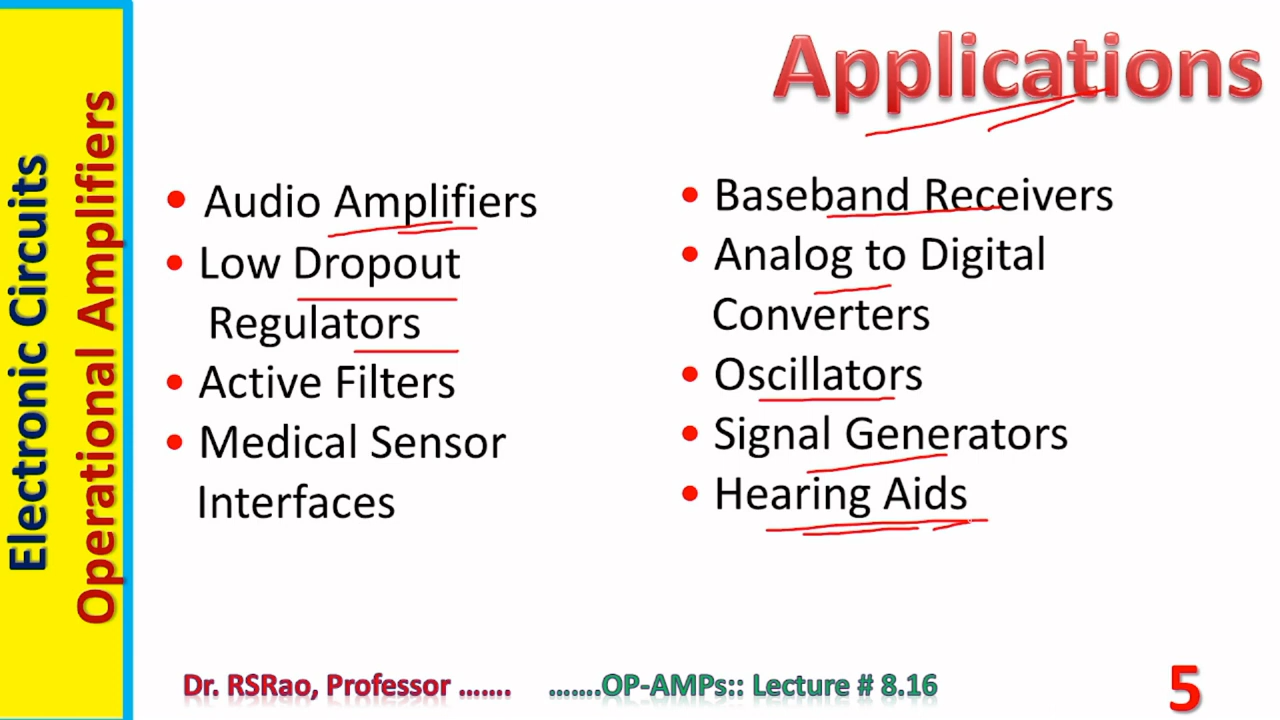 Electronic Circuits
Operational Amplifiers
Applications
• Audio Amplifiers
• Low Dropout
Regulators
• Active Filters
• Medical Sensor
Interfaces
• Baseband Receivers
• Analog to Digital
Converters
• Oscillators
• Signal Generators
• Hearing Aids
Dr. RSRao, Professor ....... .......OP-AMPs:: Lecture # 8.16
5